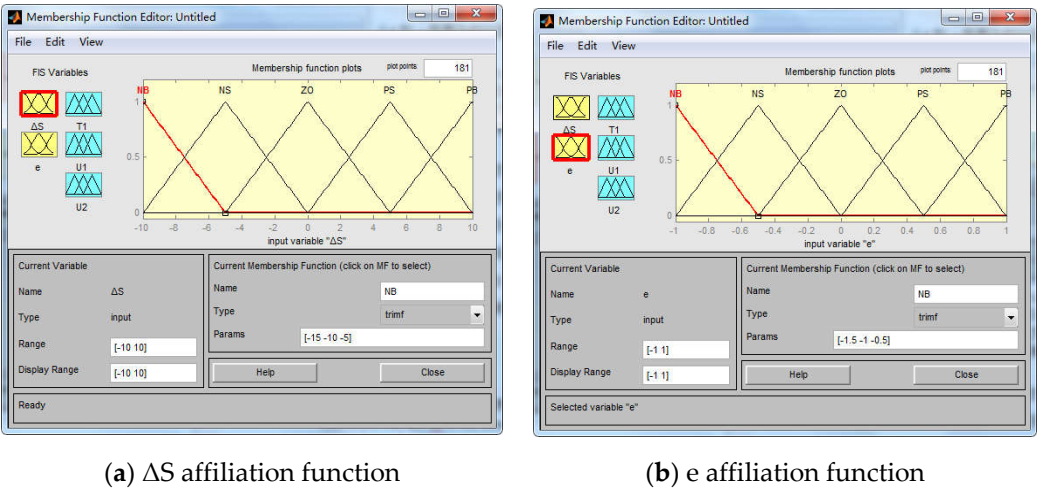 Membership Function Editor: Untitled
File Edit View
FIS Variables
ΔS
T1
e
U1
U2
Membership function plots
plot points:
181
NB NS ZO PS PB
1
0.5
0
-10 -8 -6 -4 -2 0 2 4 6 8 10
input variable "ΔS"
Current Variable
Name ΔS
Type input
Range [-10 10]
Display Range [-10 10]
Current Membership Function (click on MF to select)
Name NB
Type trimf
Params [-15 -10 -5]
Help Close
Ready
(a) ΔS affiliation function
Membership Function Editor: Untitled
File Edit View
FIS Variables
ΔS
T1
e
U1
U2
Membership function plots
plot points:
181
NB NS ZO PS PB
1
0.5
0
-1 -0.8 -0.6 -0.4 -0.2 0 0.2 0.4 0.6 0.8 1
input variable "e"
Current Variable
Name e
Type input
Range [-1 1]
Display Range [-1 1]
Current Membership Function (click on MF to select)
Name NB
Type trimf
Params [-1.5 -1 -0.5]
Help Close
Selected variable "e"
(b) e affiliation function